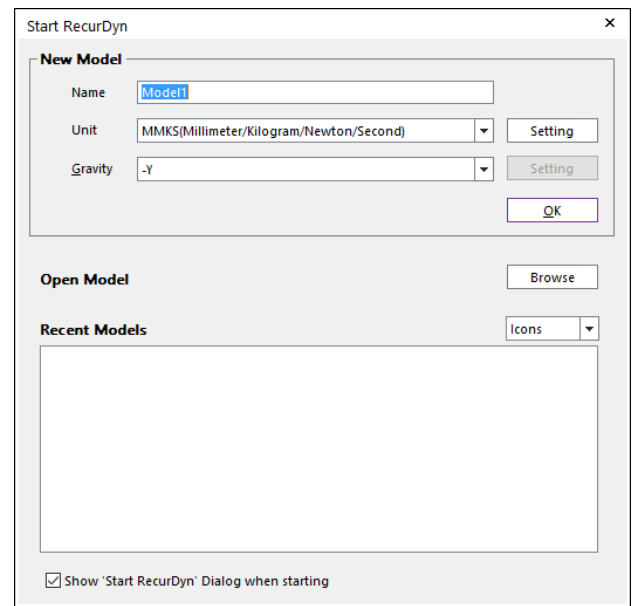 Start RecurDyn
New Model
Name Model1
Unit MMKS(Millimeter/Kilogram/Newton/Second) Setting
Gravity -Y Setting
OK
Open Model Browse
Recent Models Icons
Show 'Start RecurDyn' Dialog when starting